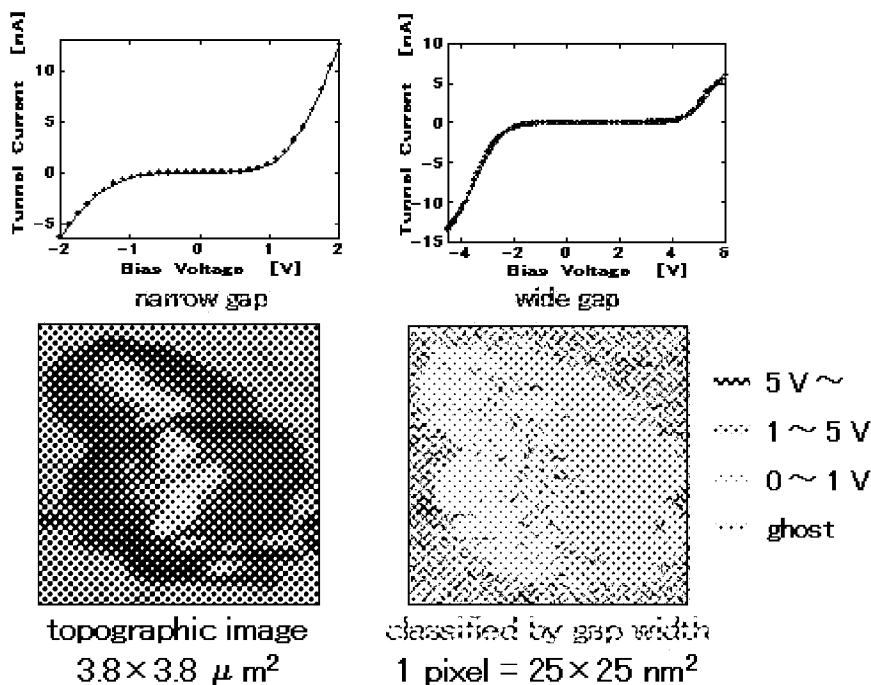 Tunnel Current [nA]
10
5
0
-5
-2
-1
0
1
2
Bias Voltage [V]
narrow gap
Tunnel Current [nA]
10
5
0
-5
-10
-15
-4
-2
0
2
4
6
Bias Voltage [V]
wide gap
5 V ～
1 ～ 5 V
0 ～ 1 V
ghost
topographic image
3.8×3.8 μ m²
classified by gap width
1 pixel = 25×25 nm²